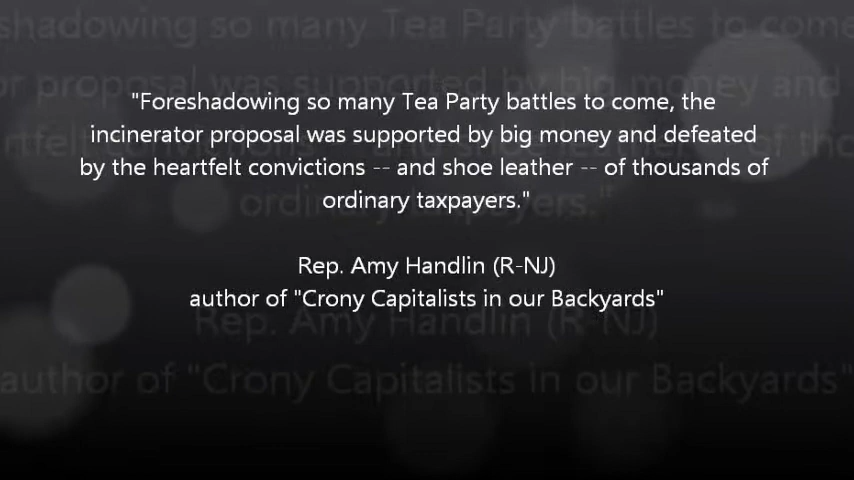 "Foreshadowing so many Tea Party battles to come, the
incinerator proposal was supported by big money and defeated
by the heartfelt convictions -- and shoe leather -- of thousands of
ordinary taxpayers."
Rep. Amy Handlin (R-NJ)
author of "Crony Capitalists in our Backyards"